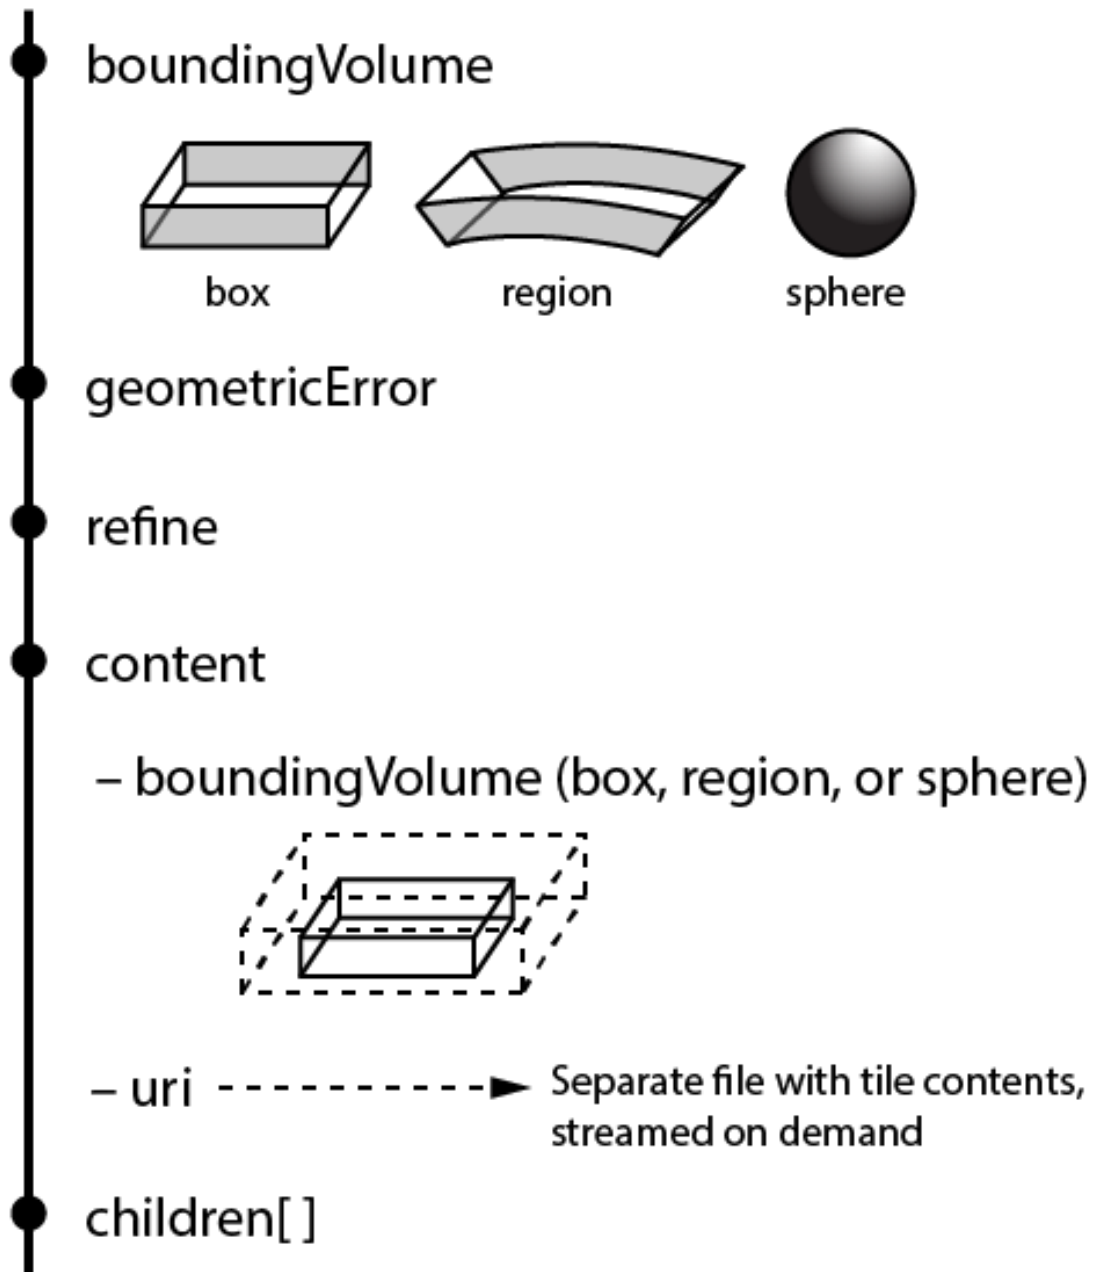 boundingVolume
box
region
sphere
geometricError
refine
content
– boundingVolume (box, region, or sphere)
– uri
Separate file with tile contents,
streamed on demand
children[ ]